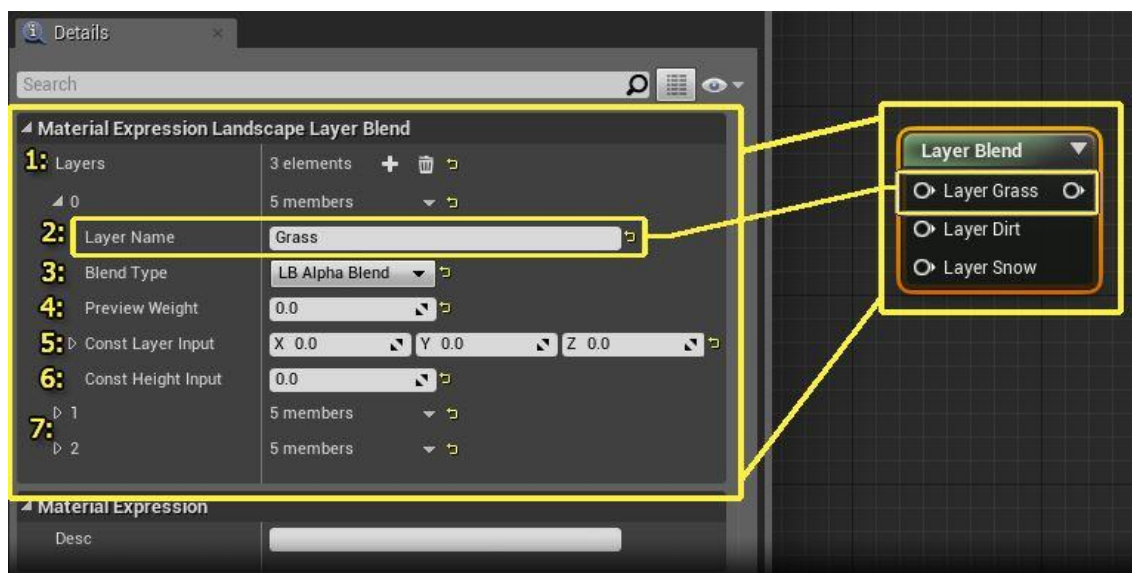 Details
Search
Material Expression Landscape Layer Blend
1: Layers 3 elements
0 5 members
2: Layer Name Grass
3: Blend Type LB Alpha Blend
4: Preview Weight 0.0
5: Const Layer Input X 0.0 Y 0.0 Z 0.0
6: Const Height Input 0.0
7:
1 5 members
2 5 members
Material Expression
Desc
Layer Blend
Layer Grass
Layer Dirt
Layer Snow